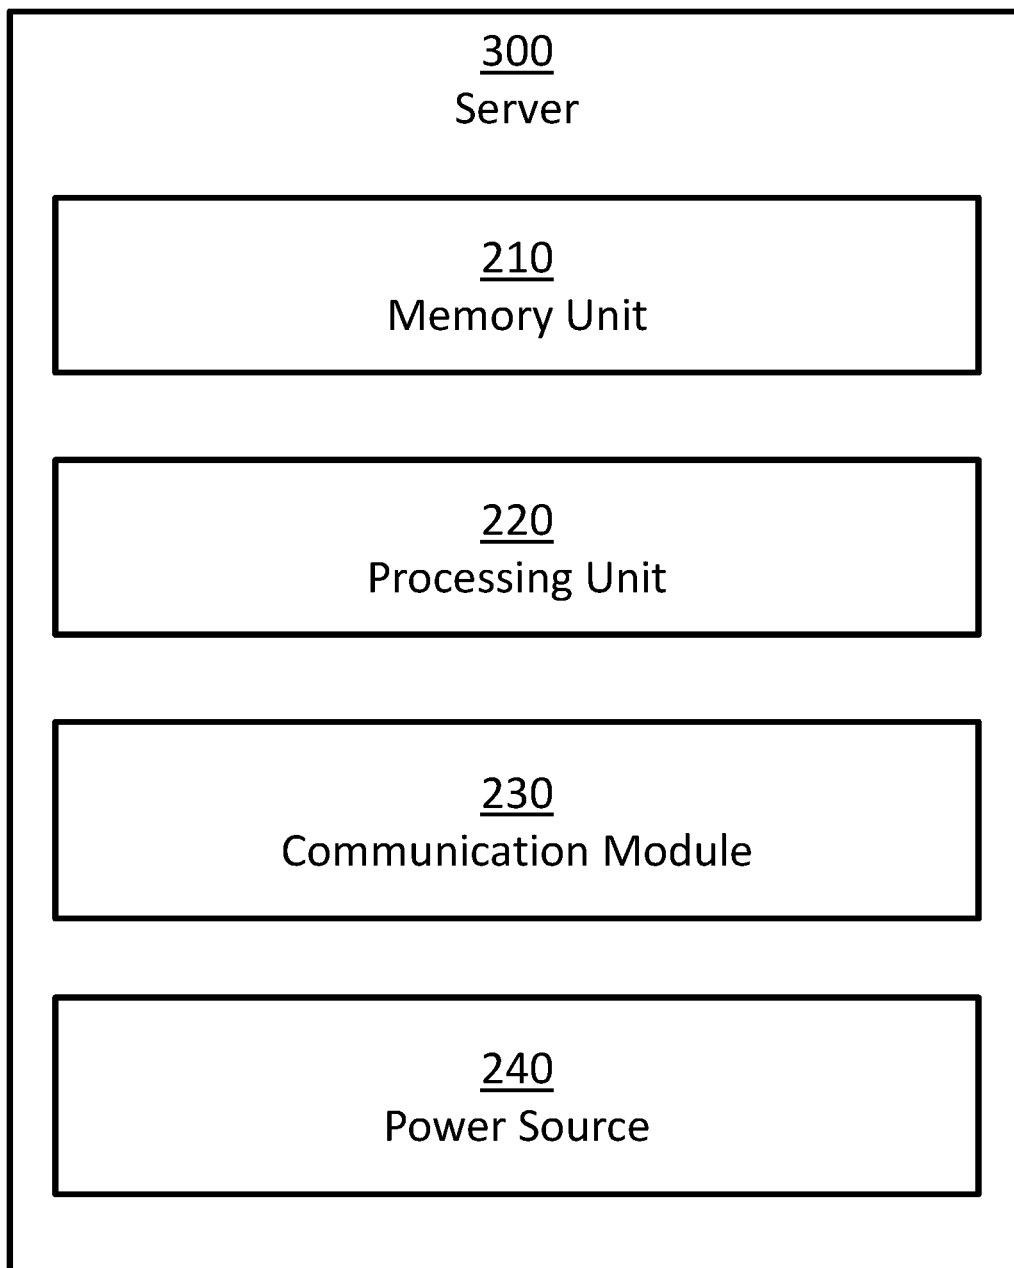 300
Server
210
Memory Unit
220
Processing Unit
230
Communication Module
240
Power Source